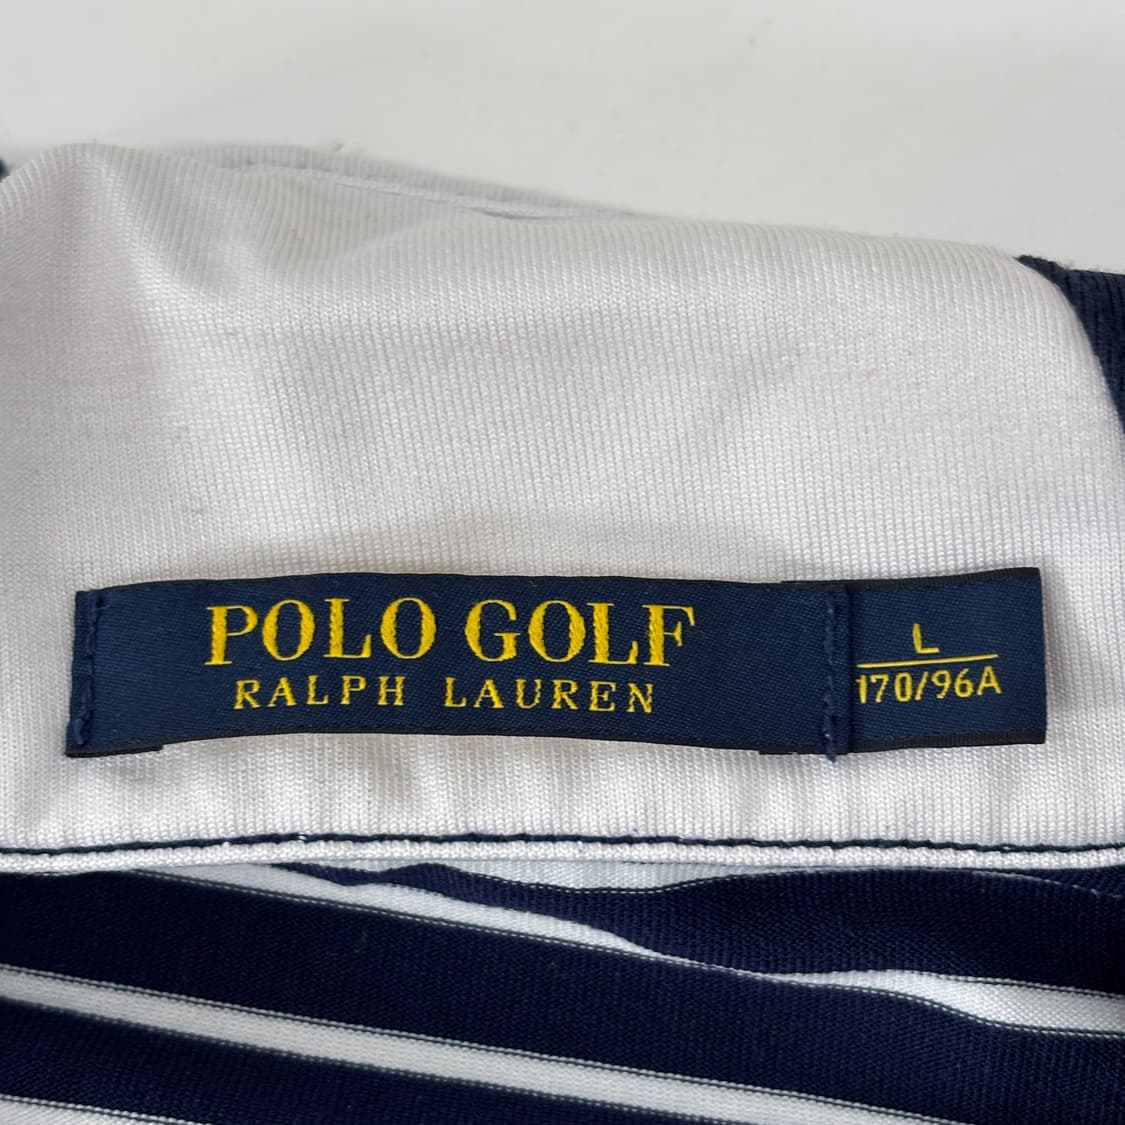 POLO GOLF
RALPH LAUREN
L
170/96A